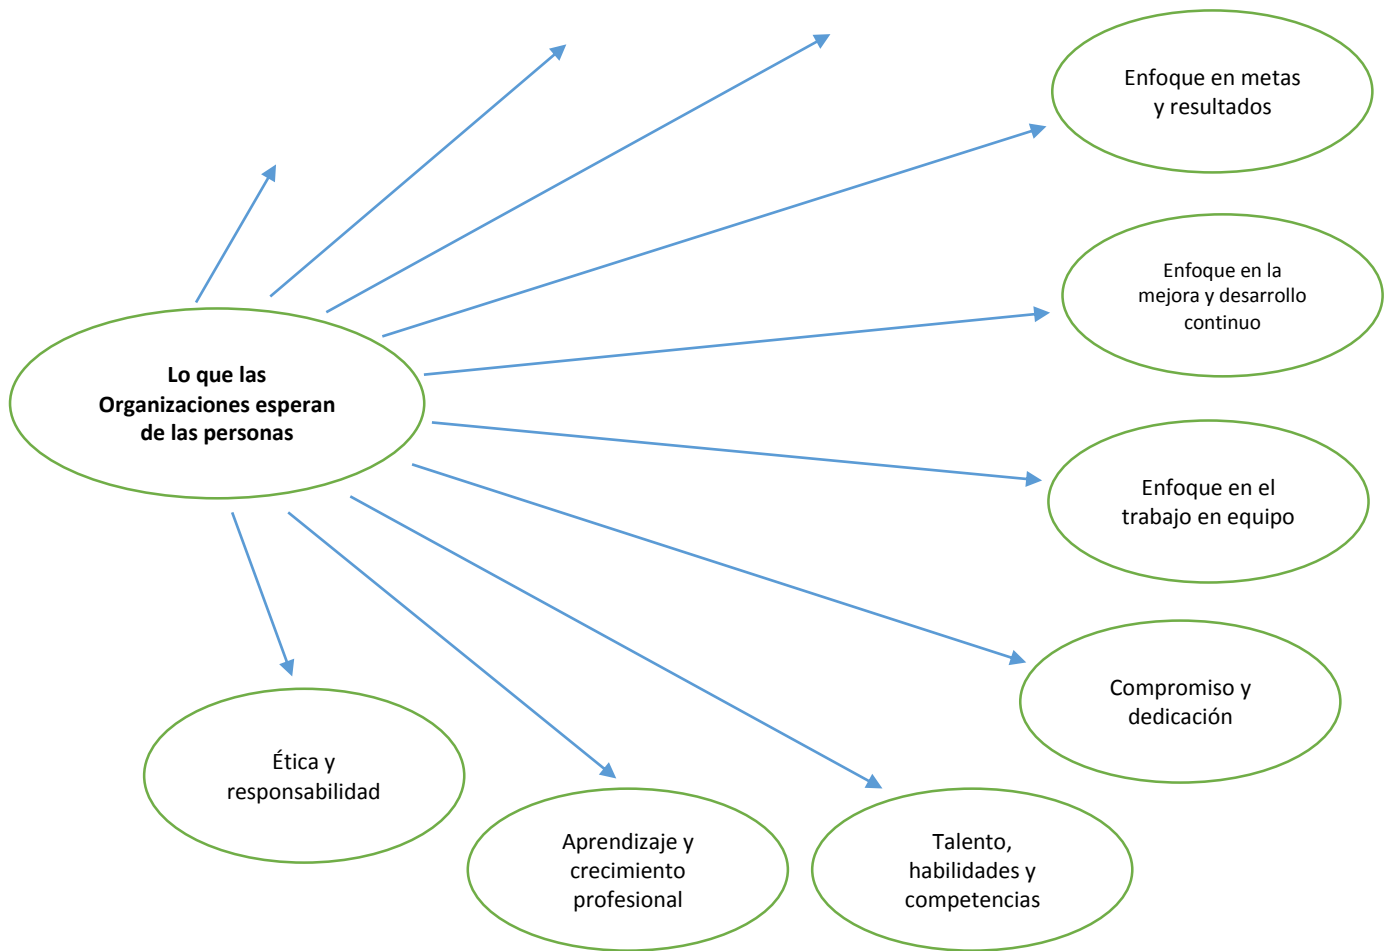 Enfoque en metas
y resultados
Enfoque en la
mejora y desarrollo
continuo
Lo que las
Organizaciones esperan
de las personas
Enfoque en el
trabajo en equipo
Compromiso y
dedicación
Ética y
responsabilidad
Aprendizaje y
crecimiento
profesional
Talento,
habilidades y
competencias